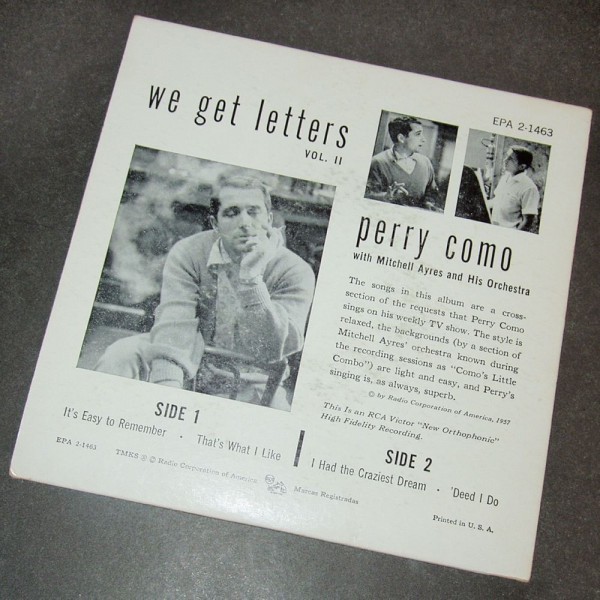 EPA 2-1463
we get letters
VOL. II
perry como
with Mitchell Ayres and His Orchestra
The songs in this album are a cross-
section of the requests that Perry Como
sings on his weekly TV show. The style is
relaxed, the backgrounds (by a section of
Mitchell Ayres' orchestra known during
the recording sessions as "Como's Little
Combo") are light and easy, and Perry's
singing is, as always, superb.
© by Radio Corporation of America, 1957
This Is an RCA Victor "New Orthophonic"
High Fidelity Recording.
SIDE 1
It's Easy to Remember · That's What I Like
SIDE 2
I Had the Craziest Dream · 'Deed I Do
EPA 2-1463
TMKS ® © Radio Corporation of America
Marcas Registradas
Printed in U. S. A.